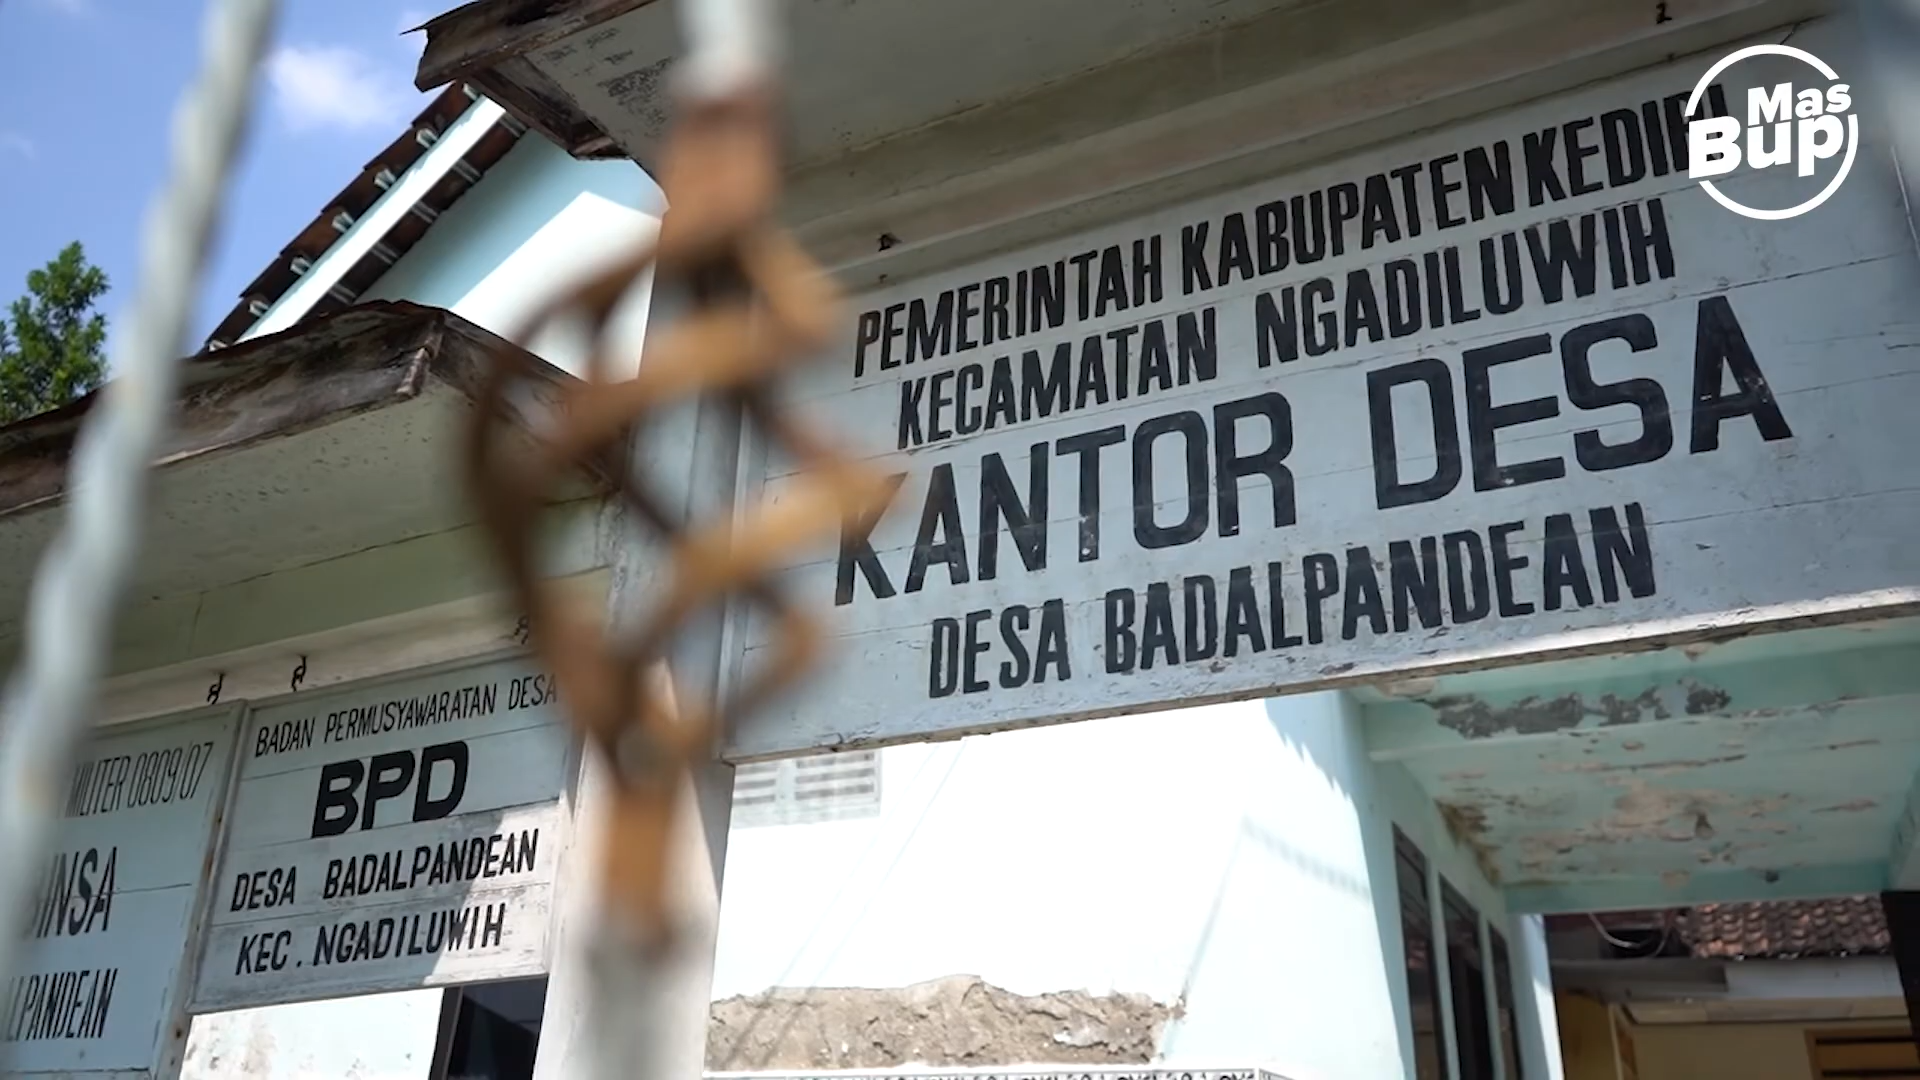 Mas
Bup
PEMERINTAH KABUPATEN KEDIRI
KECAMATAN NGADILUWIH
KANTOR DESA
DESA BADALPANDEAN
BADAN PERMUSYAWARATAN DESA
BPD
DESA BADALPANDEAN
KEC. NGADILUWIH
MILITER 0809/07